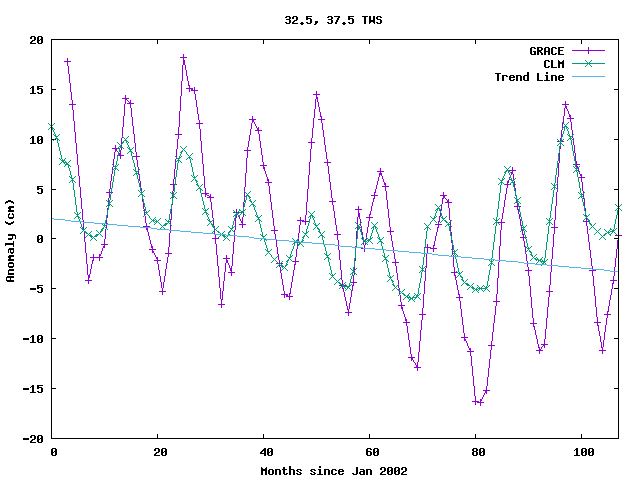 32.5, 37.5 TWS
GRACE
CLM
Trend Line
20
15
10
5
0
-5
-10
-15
-20
Anomaly (cm)
0 20 40 60 80 100
Months since Jan 2002